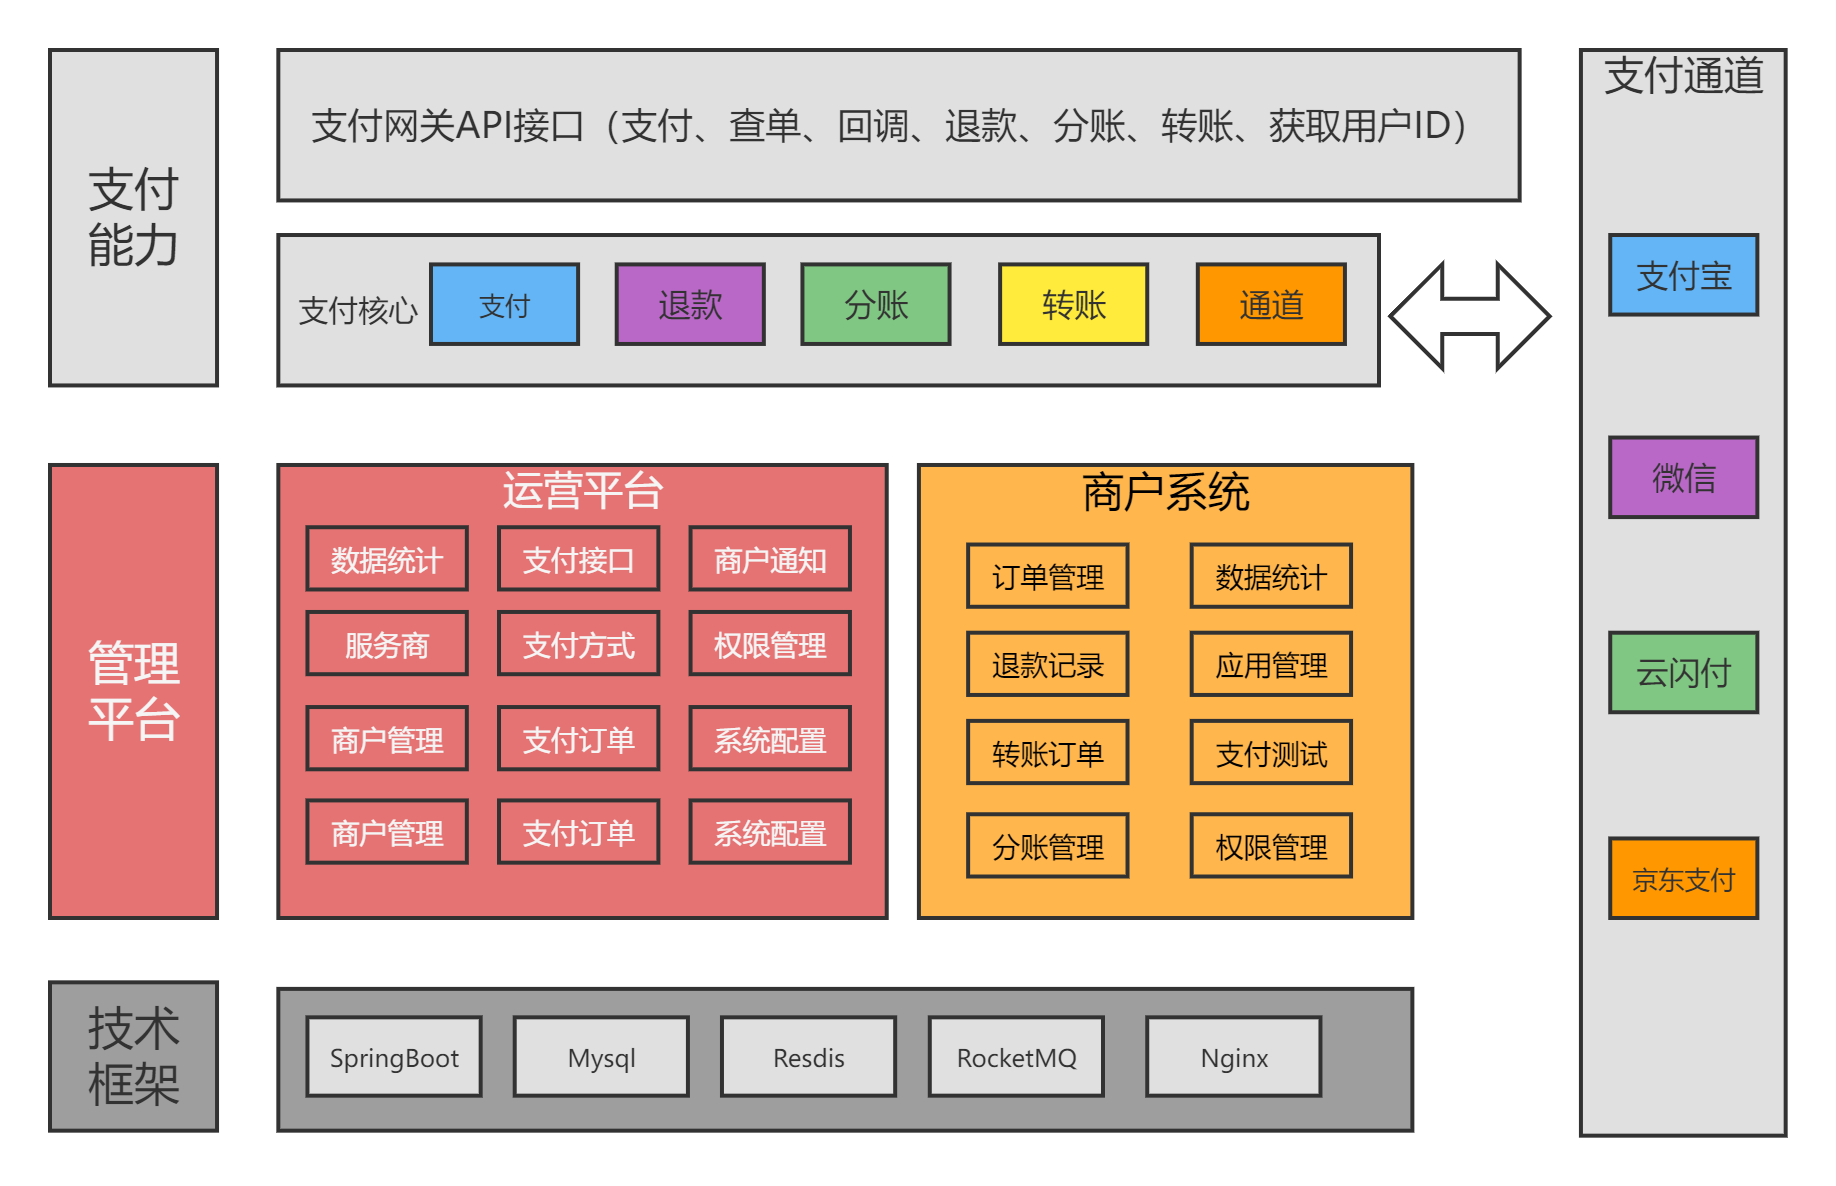 支付
能力
支付网关API接口（支付、查单、回调、退款、分账、转账、获取用户ID）
支付核心
支付
退款
分账
转账
通道
支付通道
支付宝
微信
云闪付
京东支付
管理
平台
运营平台
数据统计
支付接口
商户通知
服务商
支付方式
权限管理
商户管理
支付订单
系统配置
商户管理
支付订单
系统配置
商户系统
订单管理
数据统计
退款记录
应用管理
转账订单
支付测试
分账管理
权限管理
技术
框架
SpringBoot
Mysql
Resdis
RocketMQ
Nginx